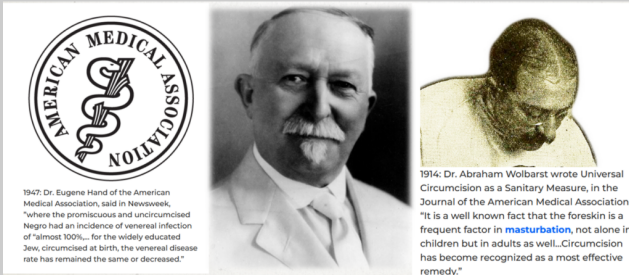 AMERICAN MEDICAL ASSOCIATION
1947: Dr. Eugene Hand of the American
Medical Association, said in Newsweek,
"where the promiscuous and uncircumcised
Negro had an incidence of venereal infection
of "almost 100%,... for the widely educated
Jew, circumcised at birth, the venereal disease
rate has remained the same or decreased."
1914: Dr. Abraham Wolbarst wrote Universal
Circumcision as a Sanitary Measure, in the
Journal of the American Medical Association
"It is a well known fact that the foreskin is a
frequent factor in masturbation, not alone in
children but in adults as well...Circumcision
has become recognized as a most effective
remedy."